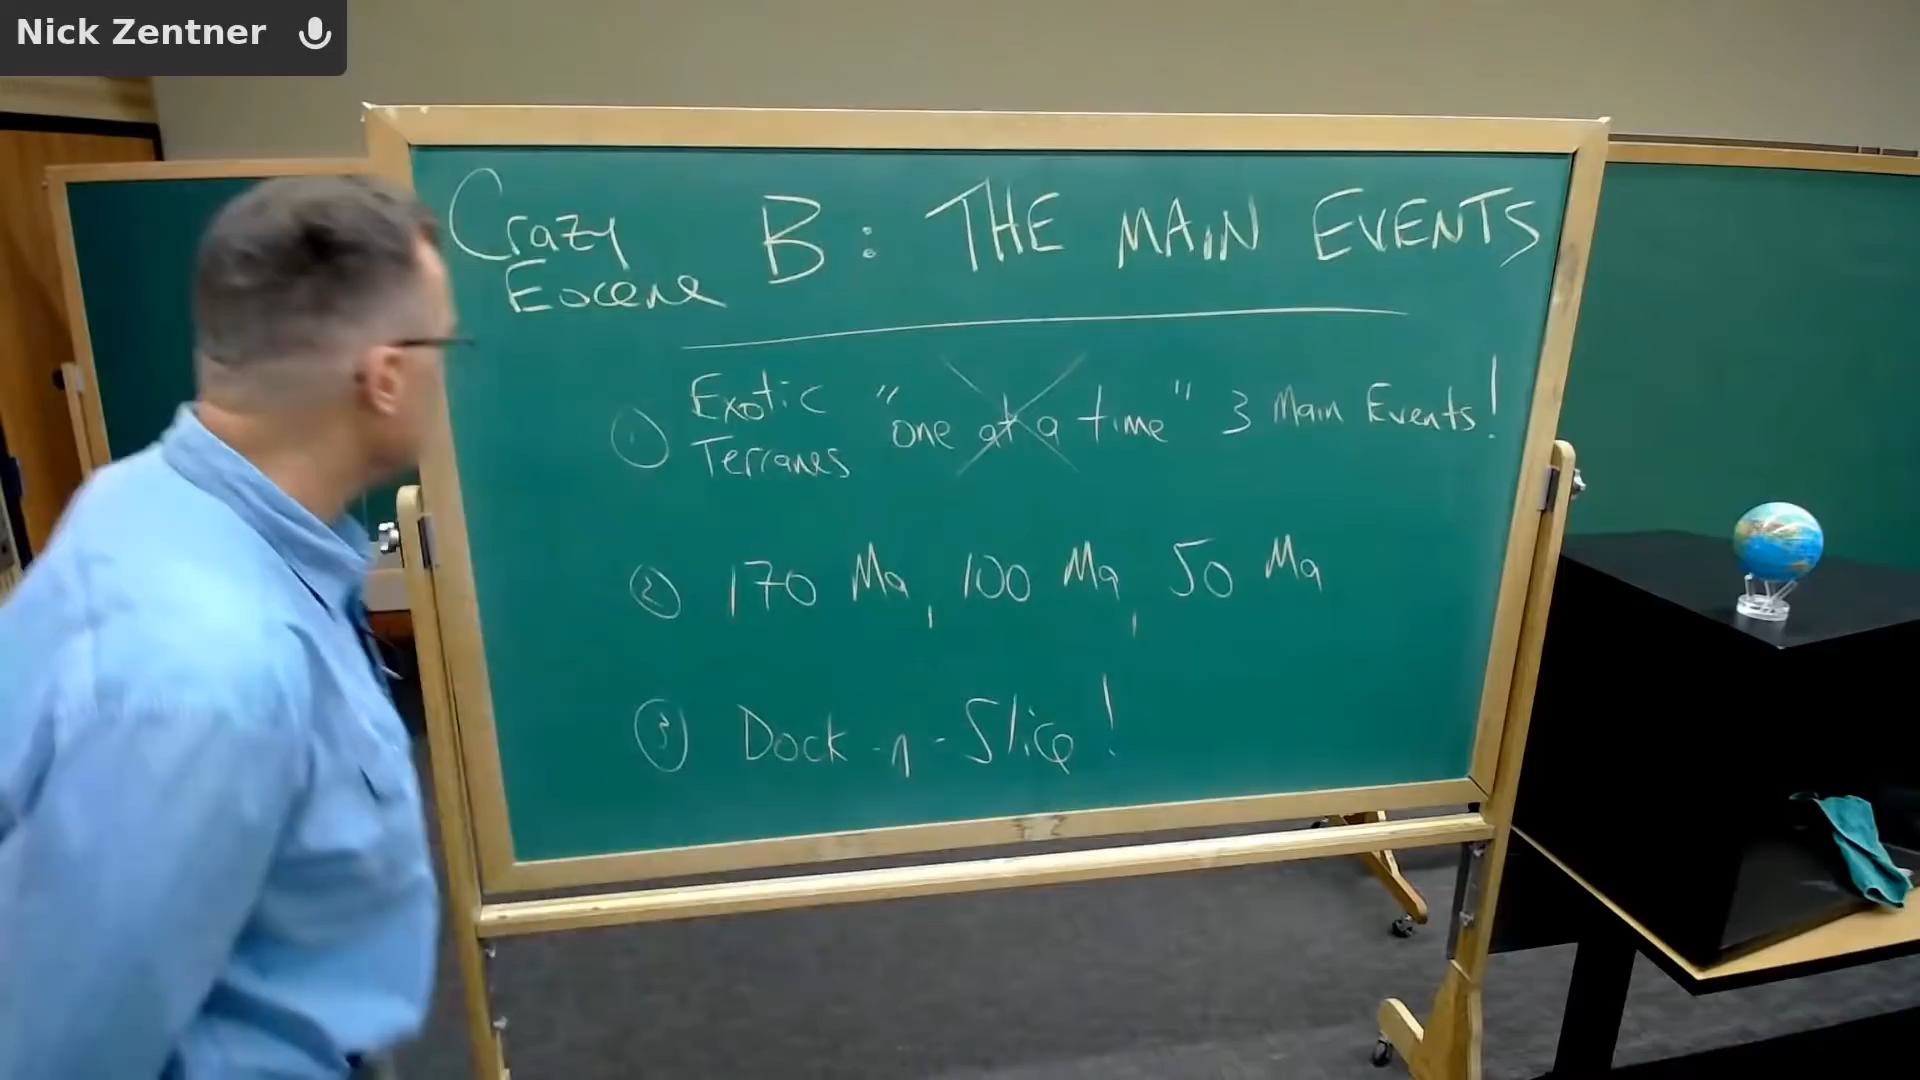 Nick Zentner
Crazy Eocene
B: THE MAIN EVENTS
① Exotic Terranes "one at a time" 3 Main Events!
② 170 Ma, 100 Ma, 50 Ma
③ Dock-n-Slice!